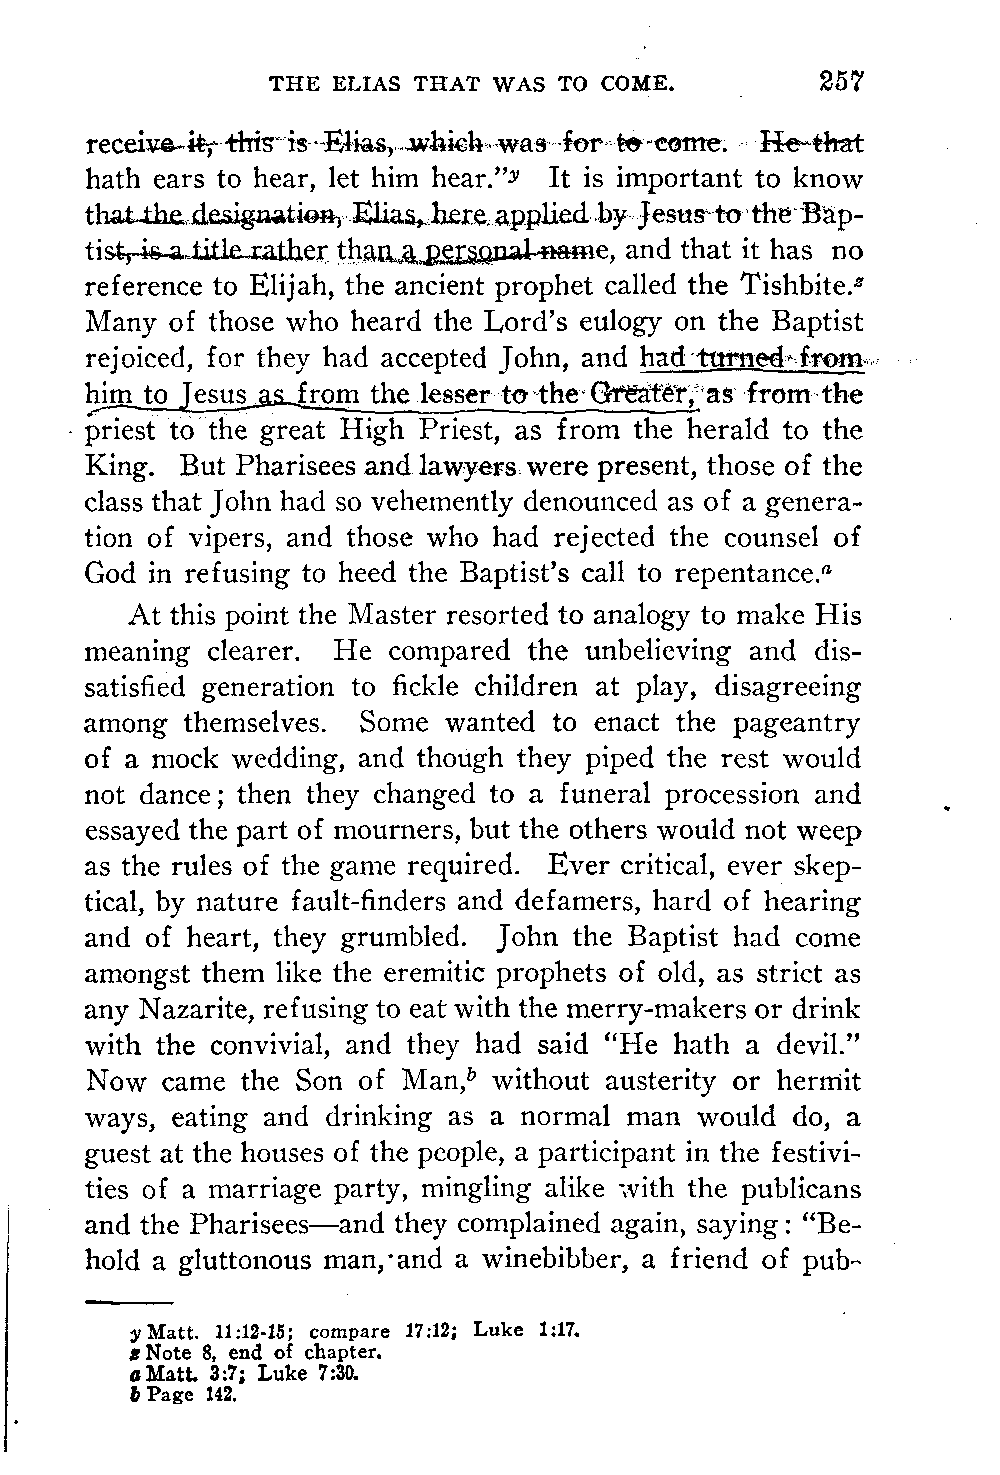 THE ELIAS THAT WAS TO COME. 257
receive it, this is Elias, which was for to come. He that
hath ears to hear, let him hear."y It is important to know
that the designation, Elias, here applied by Jesus to the Bap-
tist, is a title rather than a personal name, and that it has no
reference to Elijah, the ancient prophet called the Tishbite.z
Many of those who heard the Lord's eulogy on the Baptist
rejoiced, for they had accepted John, and had turned from
him to Jesus as from the lesser to the Greater, as from the
priest to the great High Priest, as from the herald to the
King. But Pharisees and lawyers were present, those of the
class that John had so vehemently denounced as of a genera-
tion of vipers, and those who had rejected the counsel of
God in refusing to heed the Baptist's call to repentance.a
At this point the Master resorted to analogy to make His
meaning clearer. He compared the unbelieving and dis-
satisfied generation to fickle children at play, disagreeing
among themselves. Some wanted to enact the pageantry
of a mock wedding, and though they piped the rest would
not dance; then they changed to a funeral procession and
essayed the part of mourners, but the others would not weep
as the rules of the game required. Ever critical, ever skep-
tical, by nature fault-finders and defamers, hard of hearing
and of heart, they grumbled. John the Baptist had come
amongst them like the eremitic prophets of old, as strict as
any Nazarite, refusing to eat with the merry-makers or drink
with the convivial, and they had said "He hath a devil."
Now came the Son of Man,b without austerity or hermit
ways, eating and drinking as a normal man would do, a
guest at the houses of the people, a participant in the festivi-
ties of a marriage party, mingling alike with the publicans
and the Pharisees—and they complained again, saying: "Be-
hold a gluttonous man, and a winebibber, a friend of pub-
y Matt. 11:12-15; compare 17:12; Luke 1:17.
z Note 8, end of chapter.
a Matt. 3:7; Luke 7:30.
b Page 142.